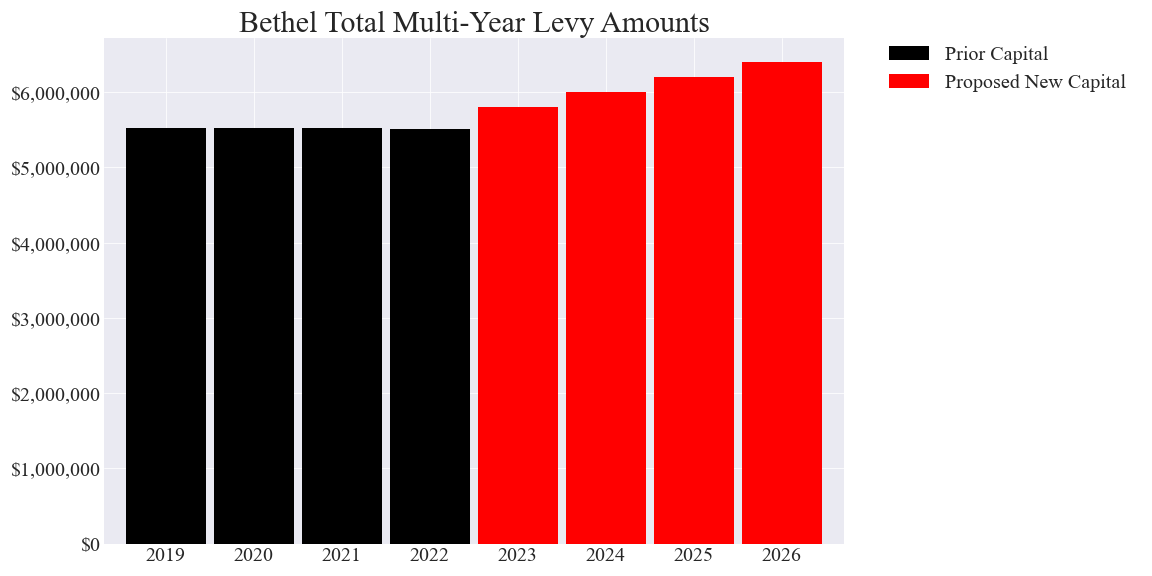 Bethel Total Multi-Year Levy Amounts
Prior Capital
Proposed New Capital
$6,000,000
$5,000,000
$4,000,000
$3,000,000
$2,000,000
$1,000,000
$0
2019 2020 2021 2022 2023 2024 2025 2026